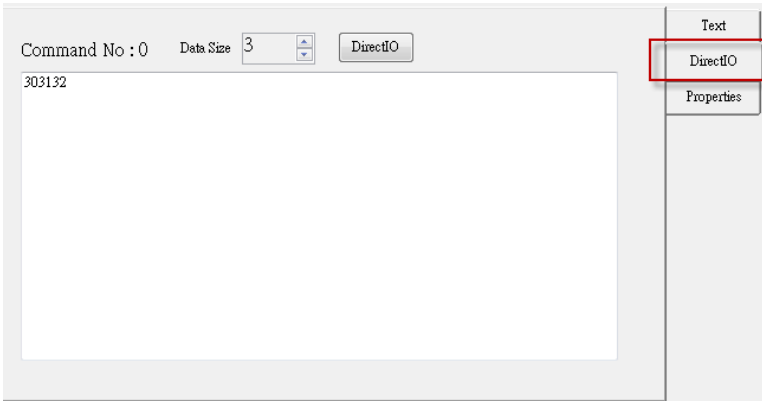 Command No : 0 Data Size 3 DirectIO
303132
Text
DirectIO
Properties